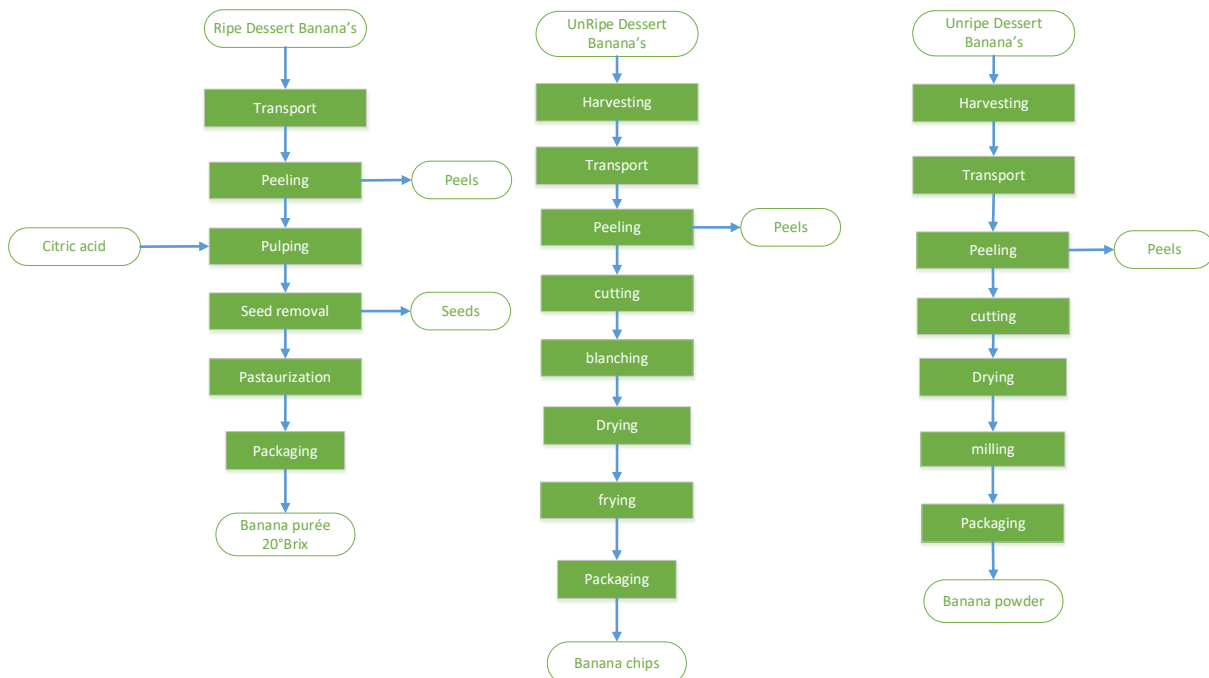 Ripe Dessert Banana's
Transport
Peeling
Peels
Citric acid
Pulping
Seed removal
Seeds
Pastaurization
Packaging
Banana purée
20°Brix
UnRipe Dessert
Banana's
Harvesting
Transport
Peeling
Peels
cutting
blanching
Drying
frying
Packaging
Banana chips
Unripe Dessert
Banana's
Harvesting
Transport
Peeling
Peels
cutting
Drying
milling
Packaging
Banana powder